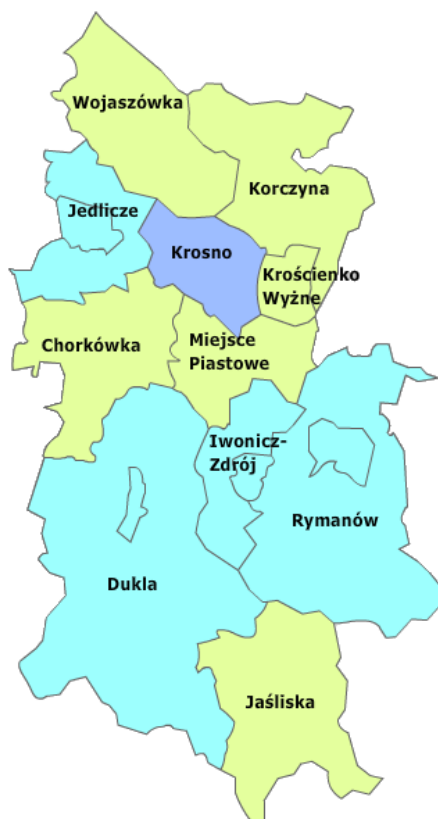 Wojaszówka
Korczyna
Jedlicze
Krosno
Krościenko
Wyżne
Chorkówka
Miejsce
Piastowe
Iwonicz-
Zdrój
Rymanów
Dukla
Jaśliska